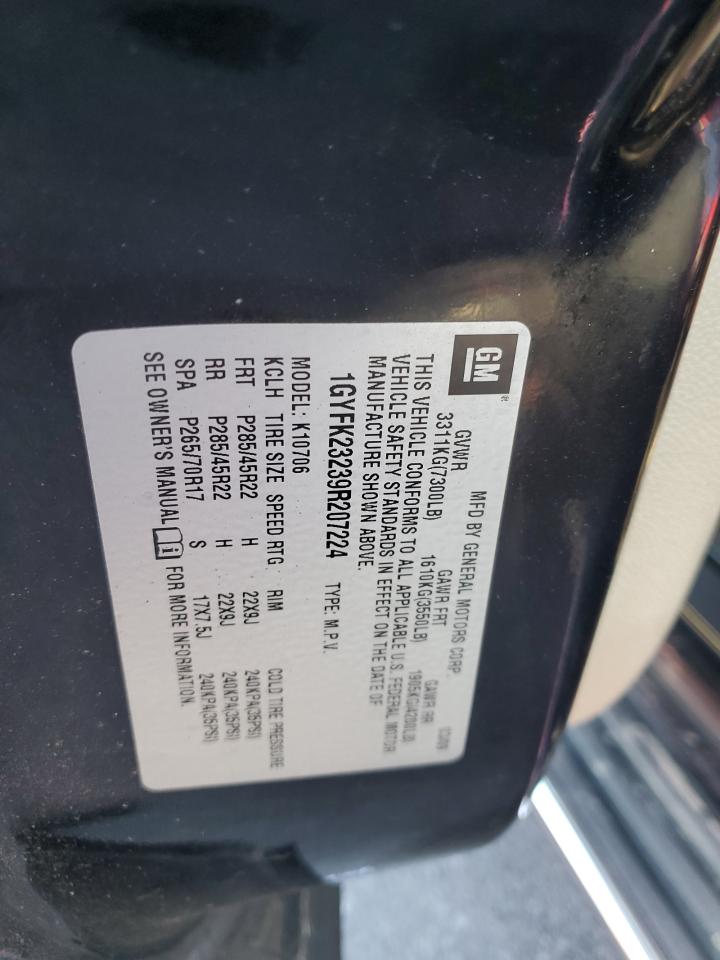 GM
®
MFD BY GENERAL MOTORS CORP
GVWR GAWR FRT GAWR RR
3311KG(7300LB) 1610KG(3550LB) 1905KG(4200LB)
THIS VEHICLE CONFORMS TO ALL APPLICABLE U.S. FEDERAL MOTOR
VEHICLE SAFETY STANDARDS IN EFFECT ON THE DATE OF
MANUFACTURE SHOWN ABOVE.
1GYFK23239R207224 TYPE: M.P.V.
MODEL: K10706
KCLH TIRE SIZE SPEED RTG RIM COLD TIRE PRESSURE
FRT P285/45R22 H 22X9J 240KPA(35PSI)
RR P285/45R22 H 22X9J 240KPA(35PSI)
SPA P265/70R17 S 17X7.5J 240KPA(35PSI)
SEE OWNER'S MANUAL FOR MORE INFORMATION.